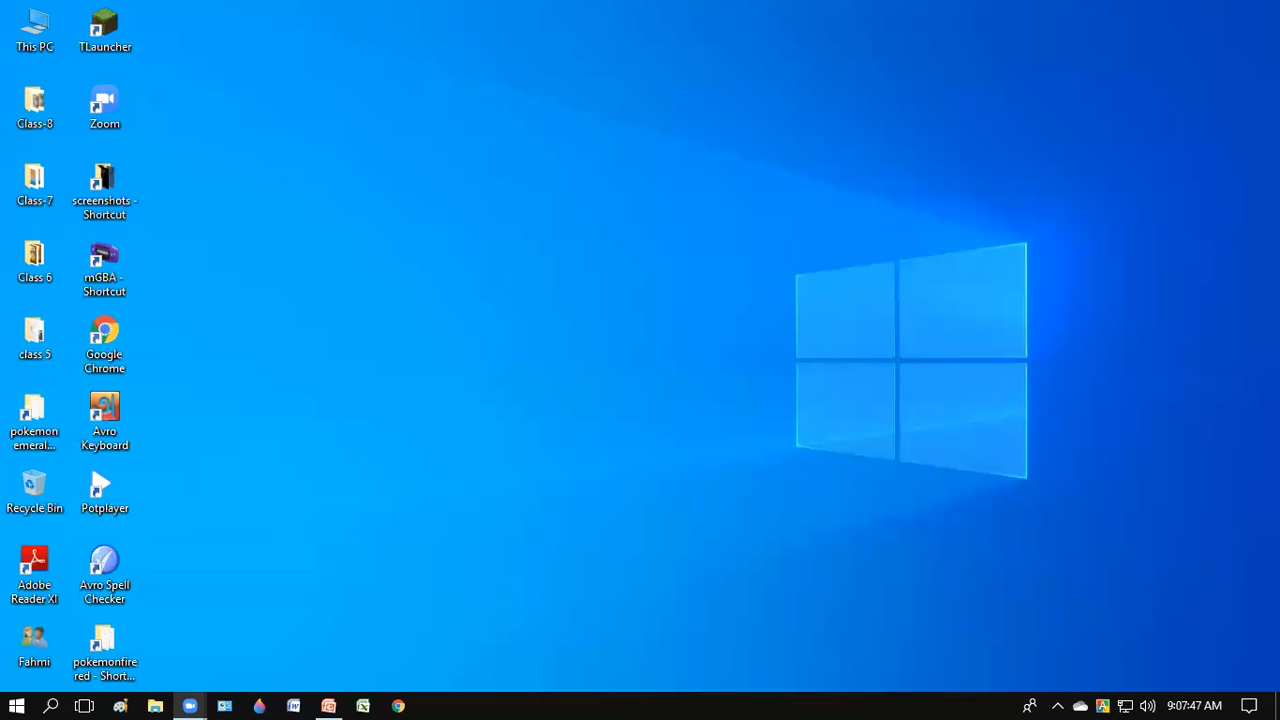 This PC
TLauncher
Class-8
Zoom
Class-7
screenshots -
Shortcut
Class 6
mGBA -
Shortcut
class 5
Google
Chrome
pokemon
emeral...
Avro
Keyboard
Recycle Bin
Potplayer
Adobe
Reader XI
Avro Spell
Checker
Fahmi
pokemonfire
red - Short...
9:07:47 AM